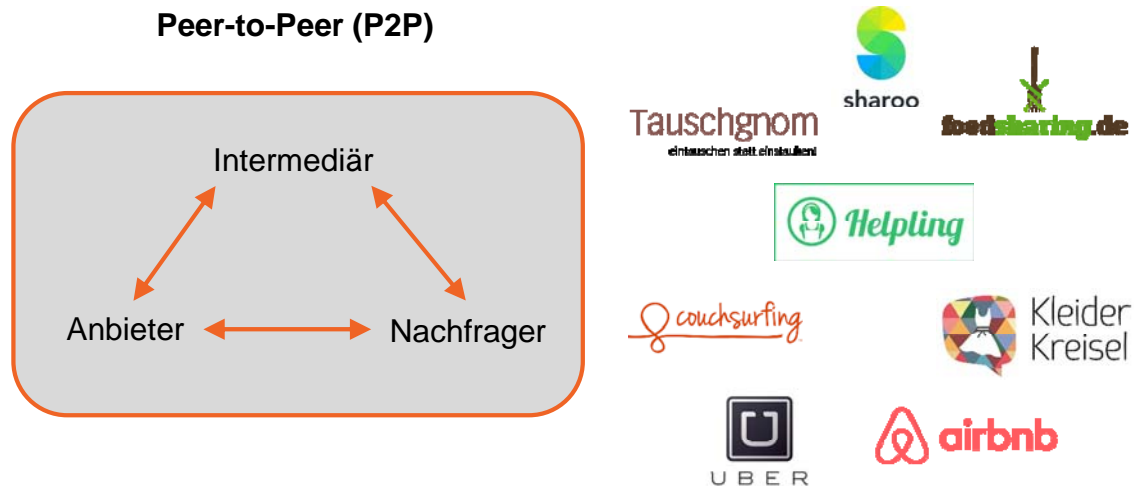 Peer-to-Peer (P2P)
Intermediär
Anbieter
Nachfrager
sharoo
Tauschgnom
eintauschen statt einstauben!
foodsharing.de
Helpling
couchsurfing
Kleider
Kreisel
UBER
airbnb